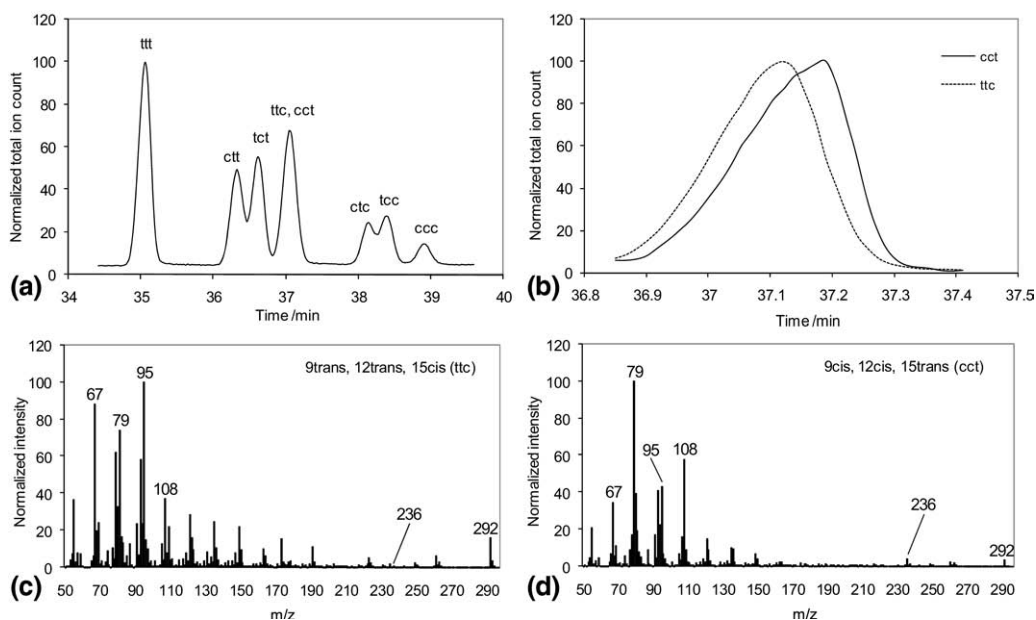 120
100
80
60
40
20
0
Normalized total ion count
ttt
ctt
tct
ttc, cct
ctc
tcc
ccc
34 35 36 37 38 39 40
Time /min
(a)
120
100
80
60
40
20
0
Normalized total ion count
cct
ttc
36.8 36.9 37 37.1 37.2 37.3 37.4 37.5
Time /min
(b)
120
100
80
60
40
20
0
Normalized intensity
9trans, 12trans, 15cis (ttc)
67
79
95
108
236
292
50 70 90 110 130 150 170 190 210 230 250 270 290
m/z
(c)
120
100
80
60
40
20
0
Normalized intensity
9cis, 12cis, 15trans (cct)
79
95
67
108
236
292
50 70 90 110 130 150 170 190 210 230 250 270 290
m/z
(d)